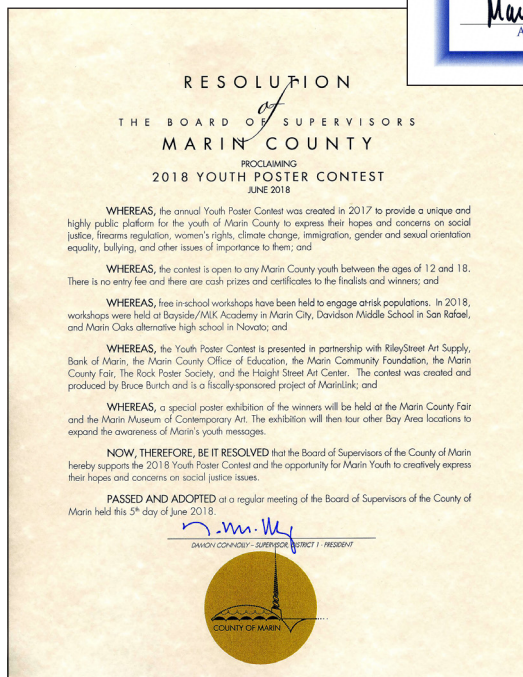 Mar
A
RESOLUTION
of
THE BOARD OF SUPERVISORS
MARIN COUNTY
PROCLAIMING
2018 YOUTH POSTER CONTEST
JUNE 2018
WHEREAS, the annual Youth Poster Contest was created in 2017 to provide a unique and
highly public platform for the youth of Marin County to express their hopes and concerns on social
justice, firearms regulation, women's rights, climate change, immigration, gender and sexual orientation
equality, bullying, and other issues of importance to them; and
WHEREAS, the contest is open to any Marin County youth between the ages of 12 and 18.
There is no entry fee and there are cash prizes and certificates to the finalists and winners; and
WHEREAS, free in-school workshops have been held to engage at-risk populations. In 2018,
workshops were held at Bayside/MLK Academy in Marin City, Davidson Middle School in San Rafael,
and Marin Oaks alternative high school in Novato; and
WHEREAS, the Youth Poster Contest is presented in partnership with RileyStreet Art Supply,
Bank of Marin, the Marin County Office of Education, the Marin Community Foundation, the Marin
County Fair, The Rock Poster Society, and the Haight Street Art Center. The contest was created and
produced by Bruce Burtch and is a fiscally-sponsored project of MarinLink; and
WHEREAS, a special poster exhibition of the winners will be held at the Marin County Fair
and the Marin Museum of Contemporary Art. The exhibition will then tour other Bay Area locations to
expand the awareness of Marin's youth messages.
NOW, THEREFORE, BE IT RESOLVED that the Board of Supervisors of the County of Marin
hereby supports the 2018 Youth Poster Contest and the opportunity for Marin Youth to creatively express
their hopes and concerns on social justice issues.
PASSED AND ADOPTED at a regular meeting of the Board of Supervisors of the County of
Marin held this 5th day of June 2018.
DAMON CONNOLLY – SUPERVISOR, DISTRICT 1 - PRESIDENT
COUNTY OF MARIN